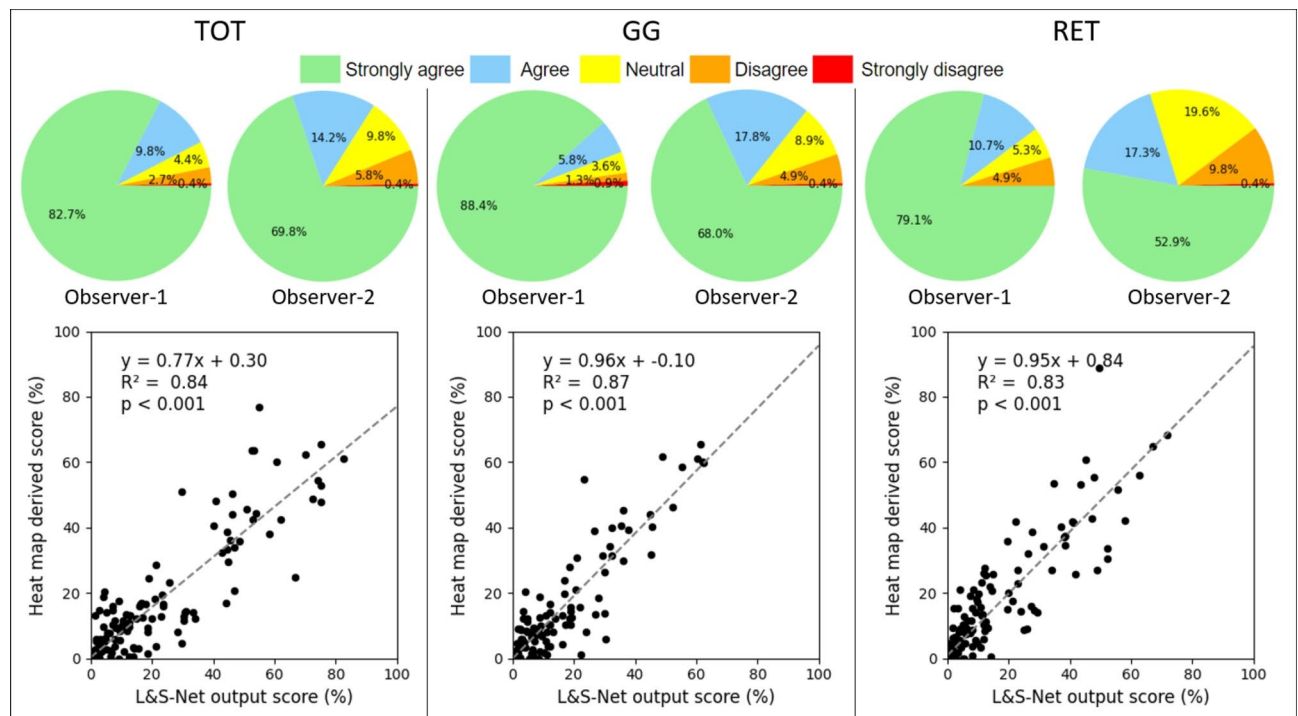 TOT GG RET
Strongly agree Agree Neutral Disagree Strongly disagree
9.8%
4.4%
2.7%
0.4%
82.7%
Observer-1
14.2%
9.8%
5.8%
0.4%
69.8%
Observer-2
5.8%
3.6%
1.3%
0.9%
88.4%
Observer-1
17.8%
8.9%
4.9%
0.4%
68.0%
Observer-2
10.7%
5.3%
4.9%
79.1%
Observer-1
19.6%
17.3%
9.8%
0.4%
52.9%
Observer-2
y = 0.77x + 0.30
R² = 0.84
p < 0.001
Heat map derived score (%)
100
80
60
40
20
0
0 20 40 60 80 100
L&S-Net output score (%)
y = 0.96x + -0.10
R² = 0.87
p < 0.001
Heat map derived score (%)
100
80
60
40
20
0
0 20 40 60 80 100
L&S-Net output score (%)
y = 0.95x + 0.84
R² = 0.83
p < 0.001
Heat map derived score (%)
100
80
60
40
20
0
0 20 40 60 80 100
L&S-Net output score (%)